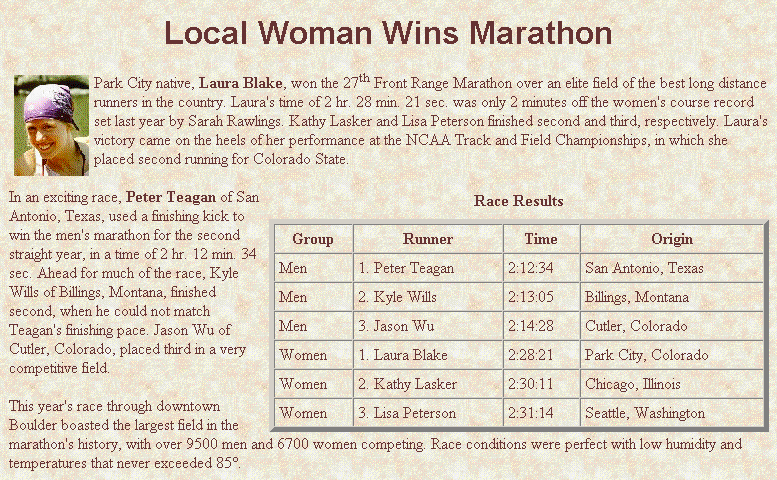 Local Woman Wins Marathon
Park City native, Laura Blake, won the 27th Front Range Marathon over an elite field of the best long distance
runners in the country. Laura's time of 2 hr. 28 min. 21 sec. was only 2 minutes off the women's course record
set last year by Sarah Rawlings. Kathy Lasker and Lisa Peterson finished second and third, respectively. Laura's
victory came on the heels of her performance at the NCAA Track and Field Championships, in which she
placed second running for Colorado State.
In an exciting race, Peter Teagan of San
Antonio, Texas, used a finishing kick to
win the men's marathon for the second
straight year, in a time of 2 hr. 12 min. 34
sec. Ahead for much of the race, Kyle
Wills of Billings, Montana, finished
second, when he could not match
Teagan's finishing pace. Jason Wu of
Cutler, Colorado, placed third in a very
competitive field.
Race Results
Group Runner Time Origin
Men 1. Peter Teagan 2:12:34 San Antonio, Texas
Men 2. Kyle Wills 2:13:05 Billings, Montana
Men 3. Jason Wu 2:14:28 Cutler, Colorado
Women 1. Laura Blake 2:28:21 Park City, Colorado
Women 2. Kathy Lasker 2:30:11 Chicago, Illinois
Women 3. Lisa Peterson 2:31:14 Seattle, Washington
This year's race through downtown
Boulder boasted the largest field in the
marathon's history, with over 9500 men and 6700 women competing. Race conditions were perfect with low humidity and
temperatures that never exceeded 85°.